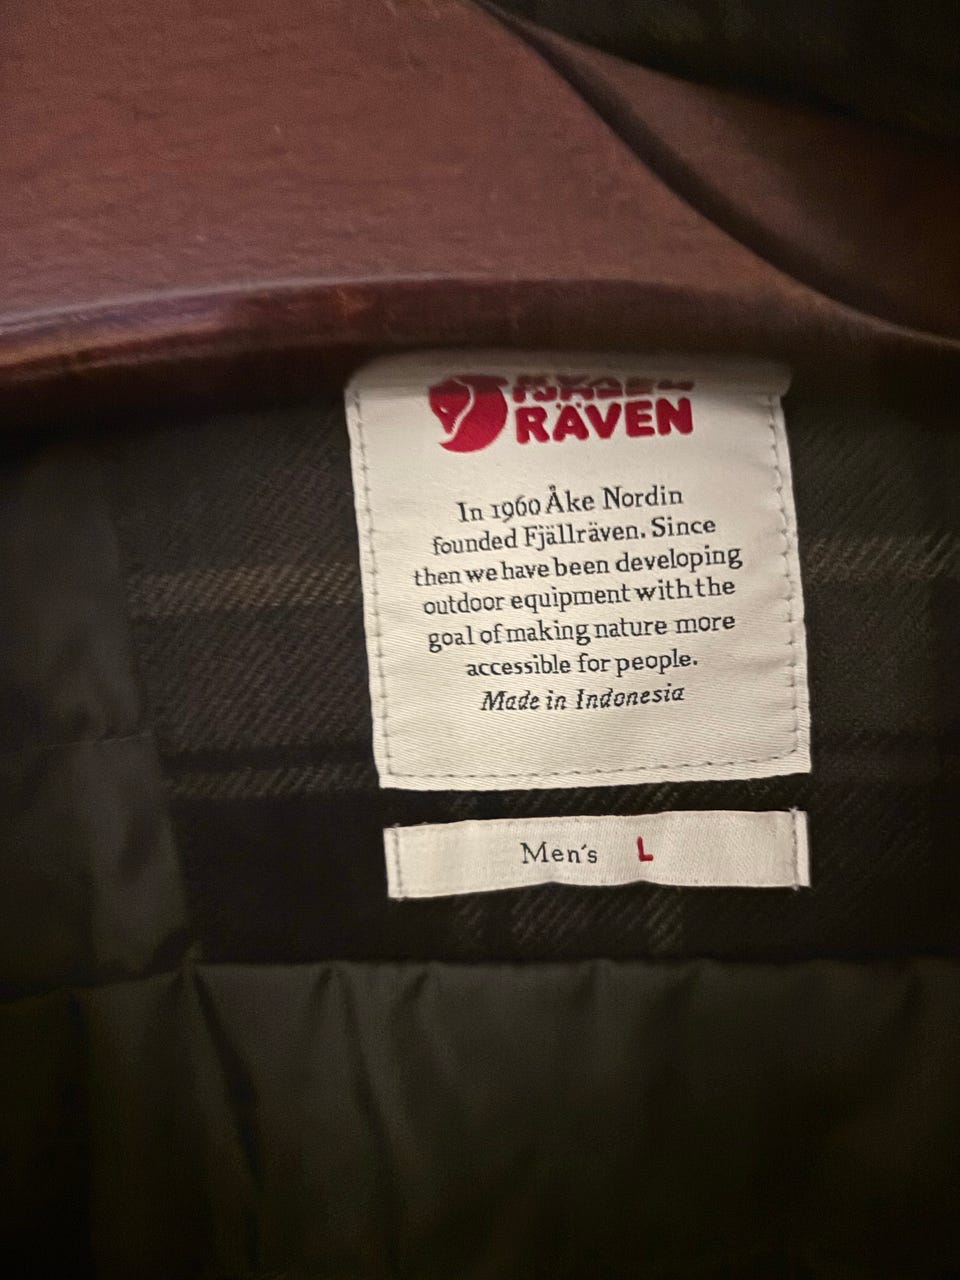 RÄVEN
In 1960 Åke Nordin
founded Fjällräven. Since
then we have been developing
outdoor equipment with the
goal of making nature more
accessible for people.
Made in Indonesia
Men's L